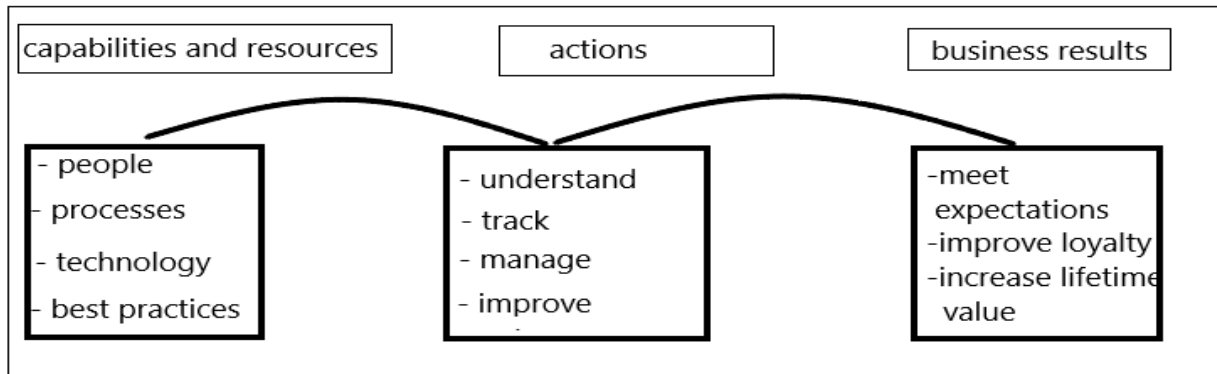 capabilities and resources
actions
business results
- people
- processes
- technology
- best practices
- understand
- track
- manage
- improve
-meet
expectations
-improve loyalty
-increase lifetime
value